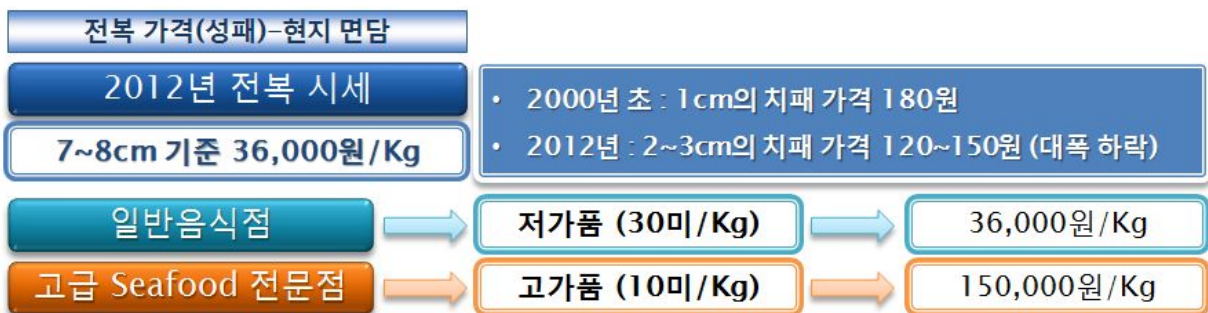 전복 가격(성패)–현지 면담
2012년 전복 시세
7~8cm 기준 36,000원/Kg
• 2000년 초 : 1cm의 치패 가격 180원
• 2012년 : 2~3cm의 치패 가격 120~150원 (대폭 하락)
일반음식점 저가품 (30미/Kg) 36,000원/Kg
고급 Seafood 전문점 고가품 (10미/Kg) 150,000원/Kg